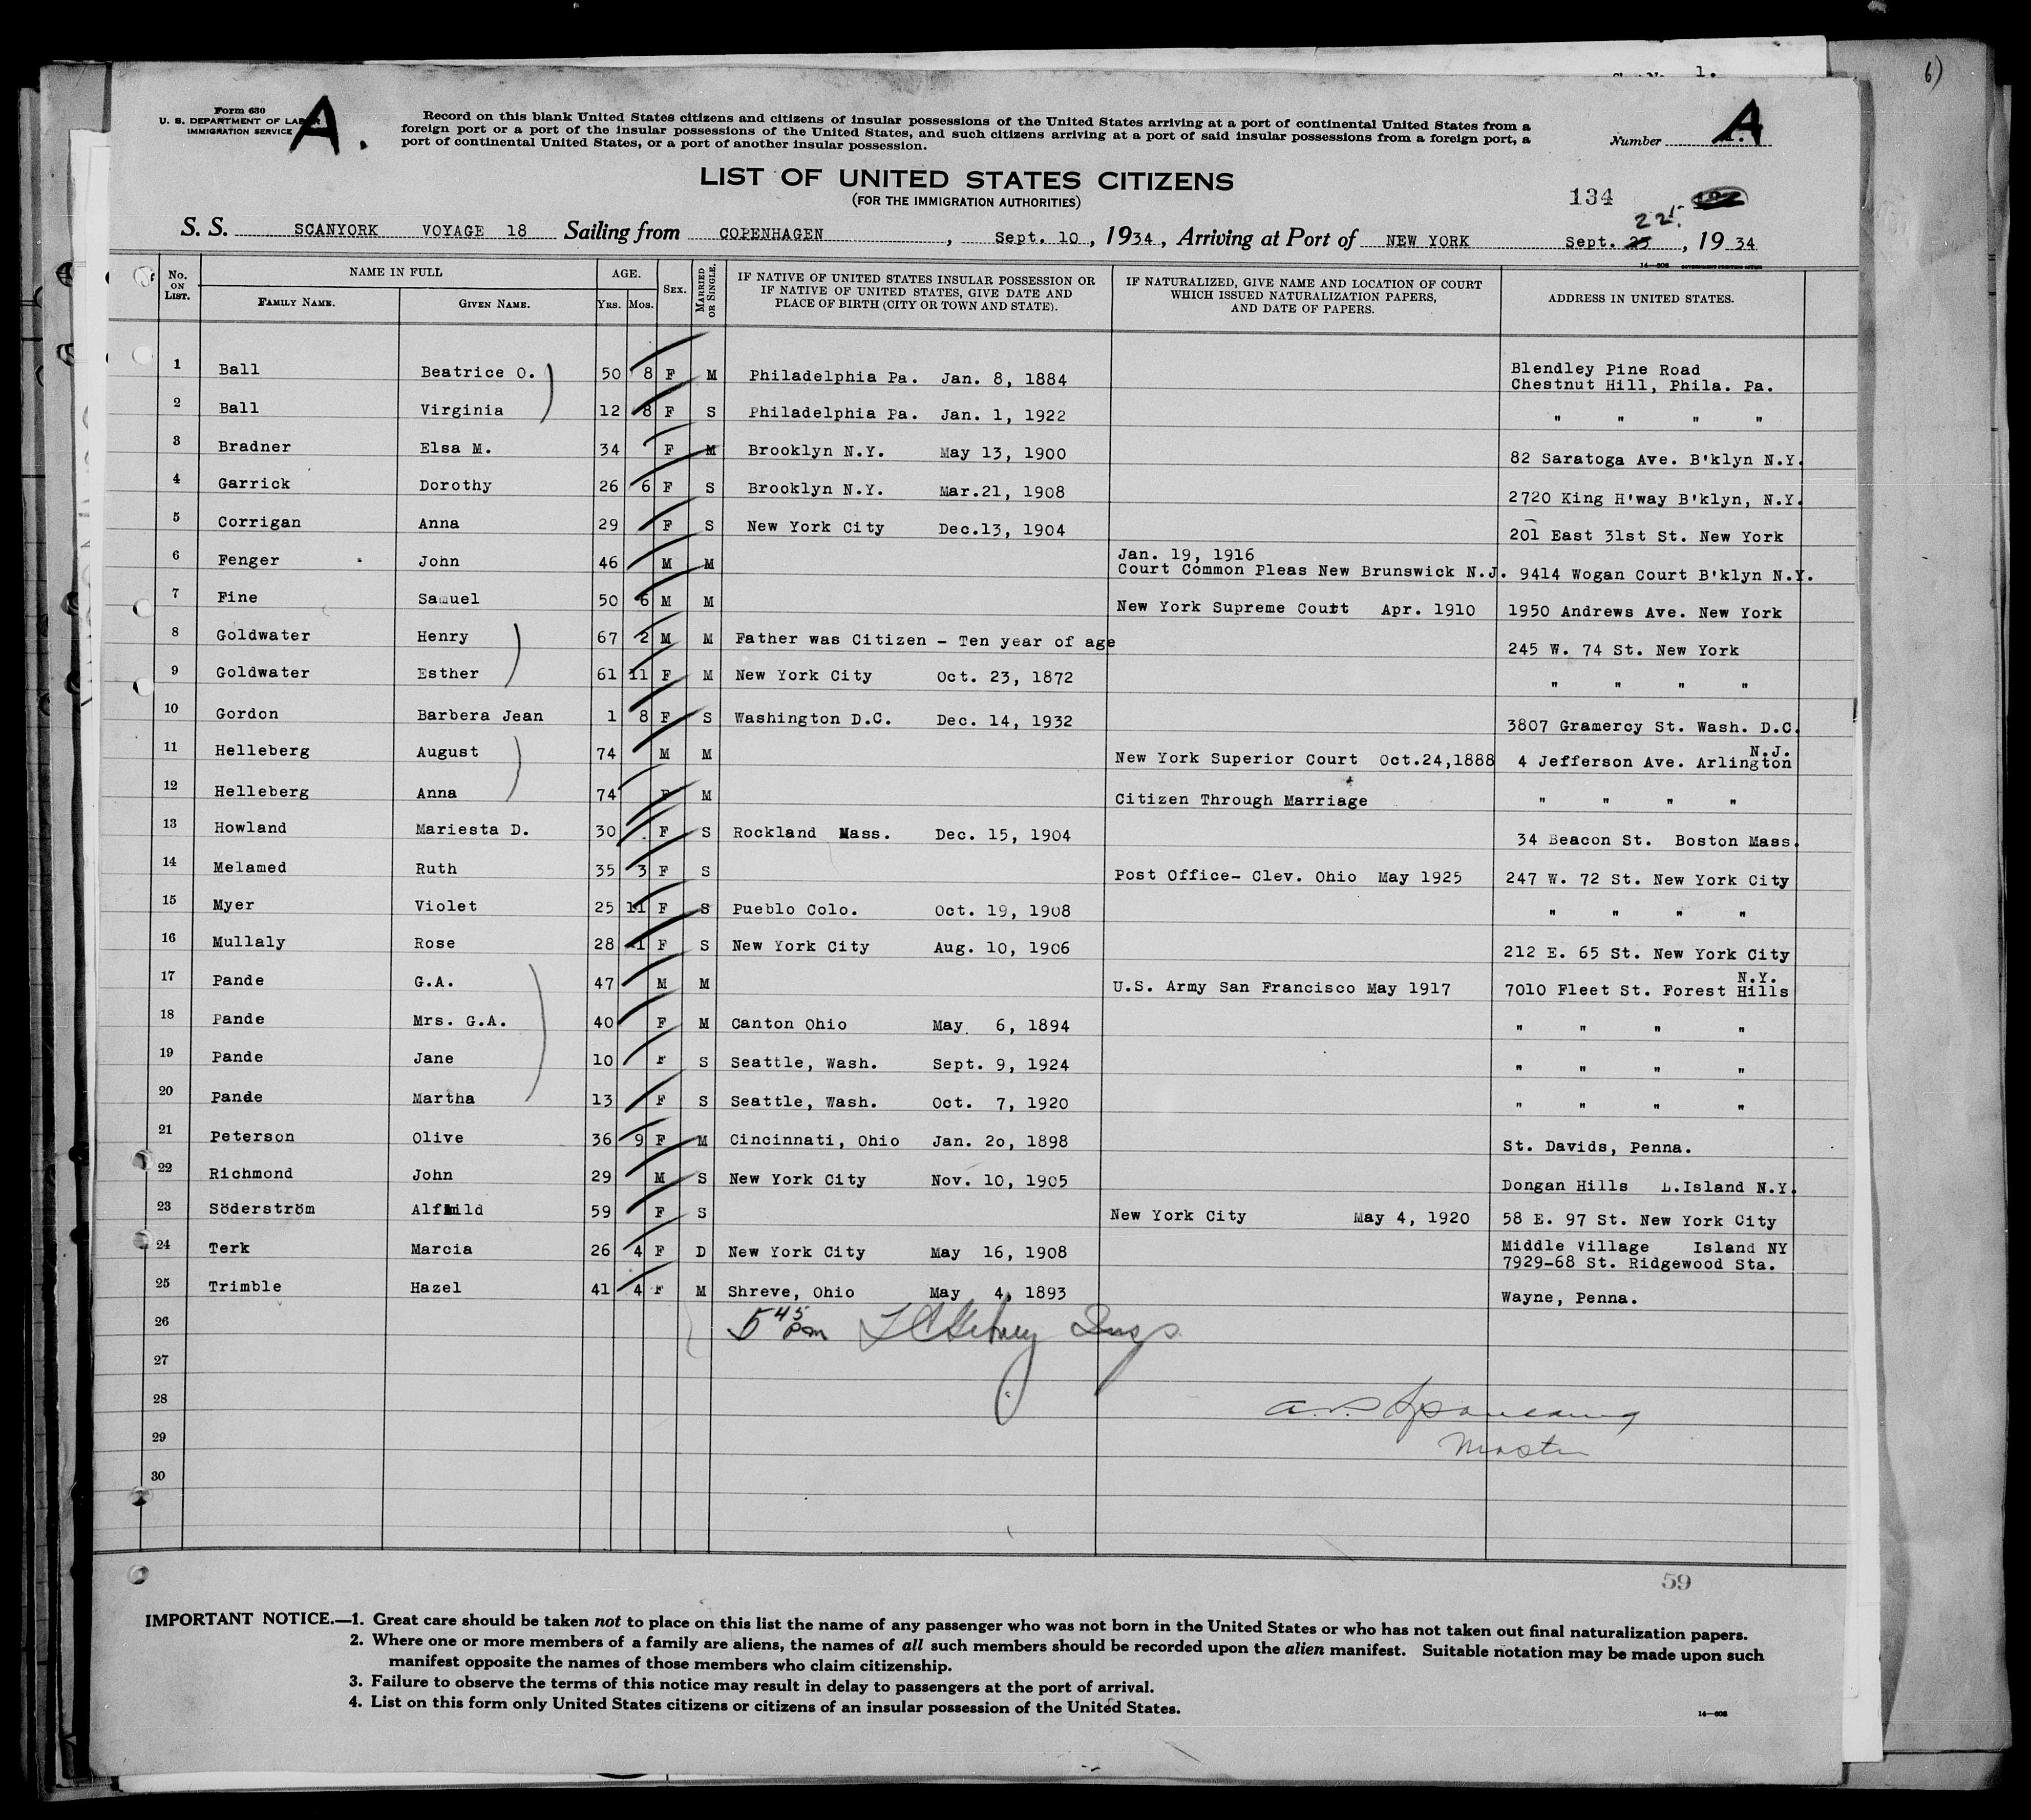 6)
1.
Form 630
U. S. DEPARTMENT OF LABOR
IMMIGRATION SERVICE
A.
Record on this blank United States citizens and citizens of insular possessions of the United States arriving at a port of continental United States from a
foreign port or a port of the insular possessions of the United States, and such citizens arriving at a port of said insular possessions from a foreign port, a
port of continental United States, or a port of another insular possession.
Number A
LIST OF UNITED STATES CITIZENS
(FOR THE IMMIGRATION AUTHORITIES)
134
22
S. S. SCANYORK VOYAGE 18 Sailing from COPENHAGEN, Sept. 10, 1934, Arriving at Port of NEW YORK Sept. 25, 1934
14—608 GOVERNMENT PRINTING OFFICE
No. ON LIST. NAME IN FULL FAMILY NAME. GIVEN NAME. AGE. YRS. MOS. SEX. MARRIED OR SINGLE. IF NATIVE OF UNITED STATES INSULAR POSSESSION OR IF NATIVE OF UNITED STATES, GIVE DATE AND PLACE OF BIRTH (CITY OR TOWN AND STATE). IF NATURALIZED, GIVE NAME AND LOCATION OF COURT WHICH ISSUED NATURALIZATION PAPERS, AND DATE OF PAPERS. ADDRESS IN UNITED STATES.
1 Ball Beatrice O. 50 8 F M Philadelphia Pa. Jan. 8, 1884 Blendley Pine Road
Chestnut Hill, Phila. Pa.
2 Ball Virginia 12 8 F S Philadelphia Pa. Jan. 1, 1922 " " " "
3 Bradner Elsa M. 34 F M Brooklyn N.Y. May 13, 1900 82 Saratoga Ave. B'klyn N.Y.
4 Garrick Dorothy 26 6 F S Brooklyn N.Y. Mar.21, 1908 2720 King H'way B'klyn, N.Y.
5 Corrigan Anna 29 F S New York City Dec.13, 1904 201 East 31st St. New York
6 Fenger John 46 M M Jan. 19, 1916
Court Common Pleas New Brunswick N.J. 9414 Wogan Court B'klyn N.Y.
7 Fine Samuel 50 6 M M New York Supreme Court Apr. 1910 1950 Andrews Ave. New York
8 Goldwater Henry 67 2 M M Father was Citizen - Ten year of age 245 W. 74 St. New York
9 Goldwater Esther 61 11 F M New York City Oct. 23, 1872 " " " "
10 Gordon Barbera Jean 1 8 F S Washington D.C. Dec. 14, 1932 3807 Gramercy St. Wash. D.C.
11 Helleberg August 74 M M New York Superior Court Oct.24,1888 4 Jefferson Ave. Arlington N.J.
12 Helleberg Anna 74 F M Citizen Through Marriage " " " "
13 Howland Mariesta D. 30 F S Rockland Mass. Dec. 15, 1904 34 Beacon St. Boston Mass.
14 Melamed Ruth 35 3 F S Post Office- Clev. Ohio May 1925 247 W. 72 St. New York City
15 Myer Violet 25 11 F S Pueblo Colo. Oct. 19, 1908 " " " "
16 Mullaly Rose 28 1 F S New York City Aug. 10, 1906 212 E. 65 St. New York City
17 Pande G.A. 47 M M U.S. Army San Francisco May 1917 7010 Fleet St. Forest Hills N.Y.
18 Pande Mrs. G.A. 40 F M Canton Ohio May 6, 1894 " " " "
19 Pande Jane 10 F S Seattle, Wash. Sept. 9, 1924 " " " "
20 Pande Martha 13 F S Seattle, Wash. Oct. 7, 1920 " " " "
21 Peterson Olive 36 9 F M Cincinnati, Ohio Jan. 20, 1898 St. Davids, Penna.
22 Richmond John 29 M S New York City Nov. 10, 1905 Dongan Hills L.Island N.Y.
23 Söderström Alfhild 59 F S New York City May 4, 1920 58 E. 97 St. New York City
24 Terk Marcia 26 4 F D New York City May 16, 1908 Middle Village Island NY
7929-68 St. Ridgewood Sta.
25 Trimble Hazel 41 4 F M Shreve, Ohio May 4, 1893 Wayne, Penna.
26 5 45 pm Insp.
27
28
29 Master
30
59
IMPORTANT NOTICE.—1. Great care should be taken not to place on this list the name of any passenger who was not born in the United States or who has not taken out final naturalization papers.
2. Where one or more members of a family are aliens, the names of all such members should be recorded upon the alien manifest. Suitable notation may be made upon such
manifest opposite the names of those members who claim citizenship.
3. Failure to observe the terms of this notice may result in delay to passengers at the port of arrival.
4. List on this form only United States citizens or citizens of an insular possession of the United States.
14—608